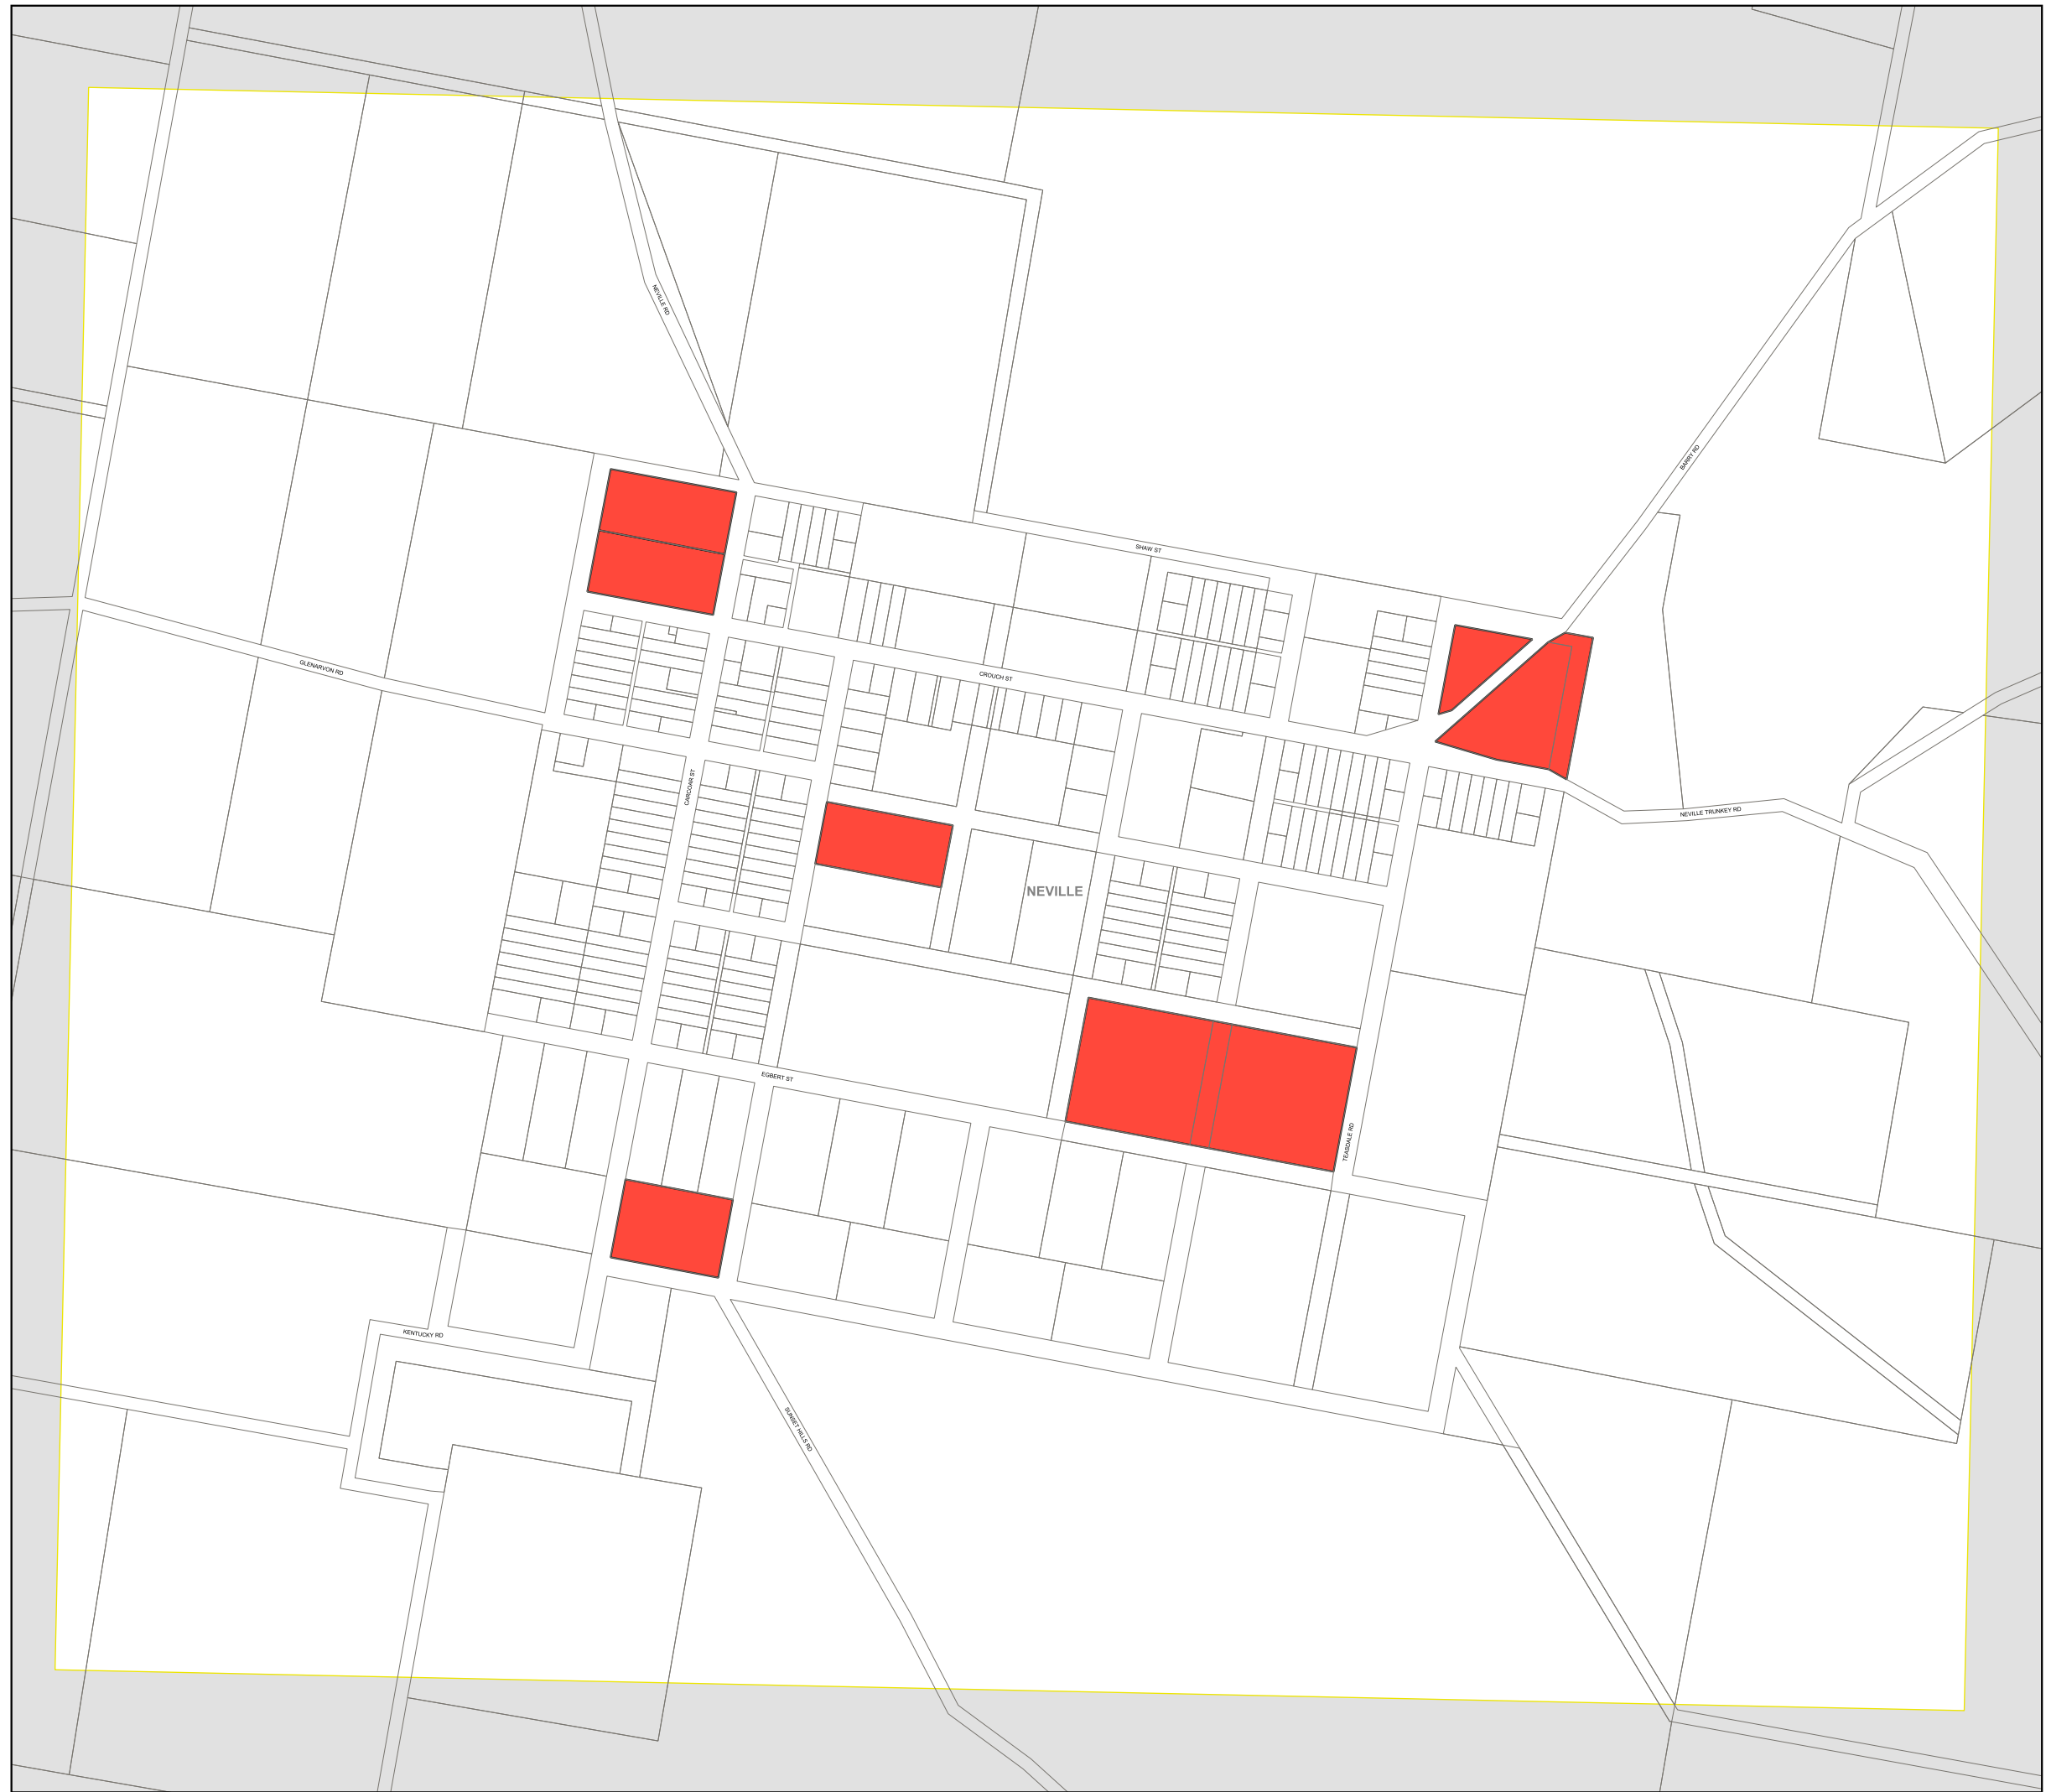 NEVILLE RD
BARRY RD
SHAW ST
GLENARVON RD
CROUCH ST
CARCOAR ST
NEVILLE TRUNKEY RD
NEVILLE
EGBERT ST
TEASDALE RD
KENTUCKY RD
SUNSET HILLS RD